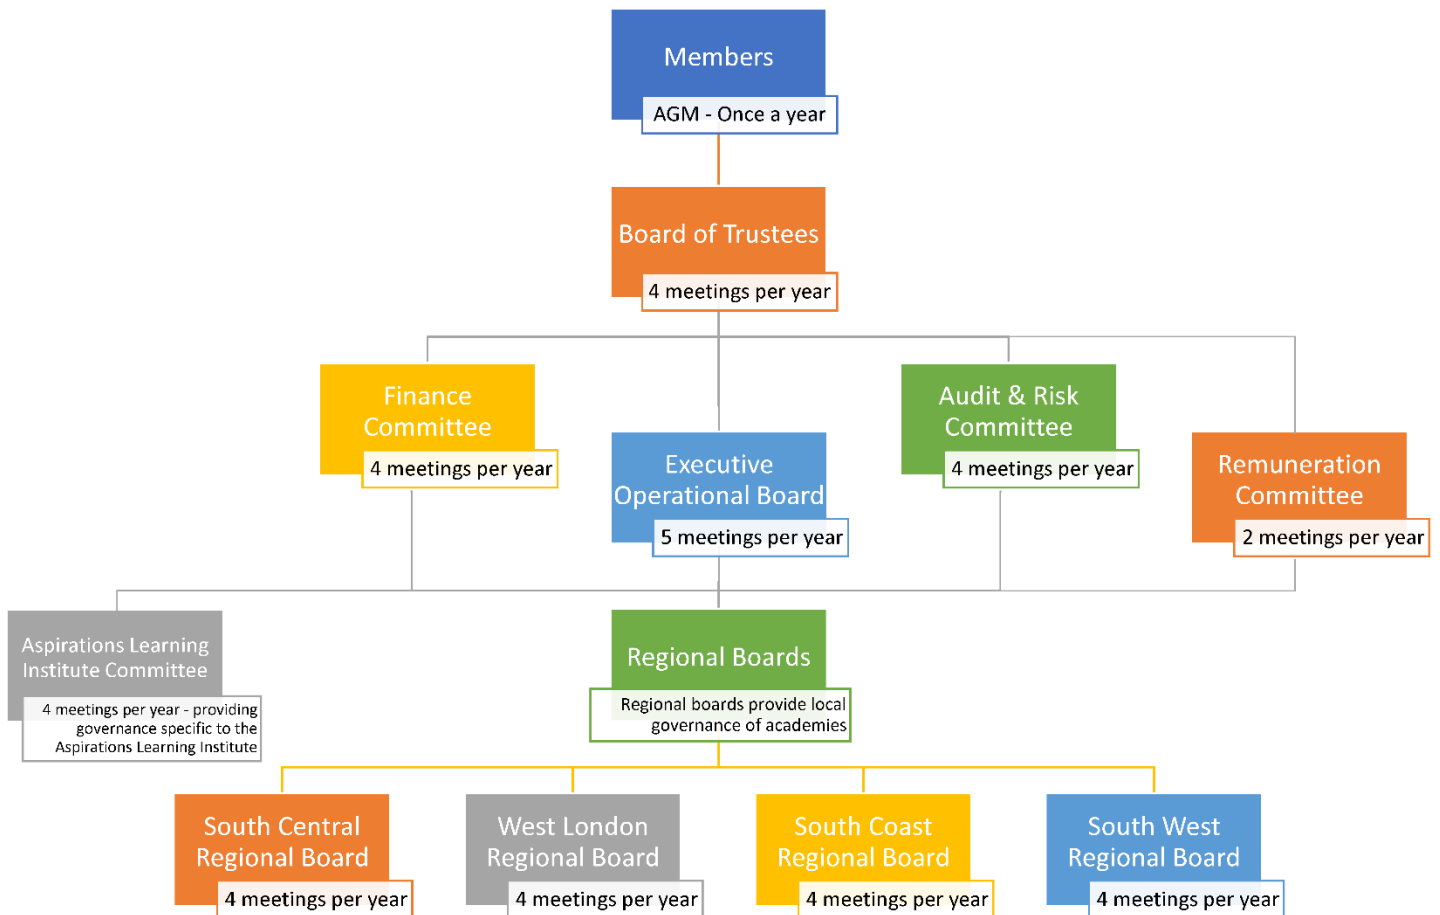 Members
AGM - Once a year
Board of Trustees
4 meetings per year
Finance
Committee
4 meetings per year
Executive
Operational Board
5 meetings per year
Audit & Risk
Committee
4 meetings per year
Remuneration
Committee
2 meetings per year
Aspirations Learning
Institute Committee
4 meetings per year - providing
governance specific to the
Aspirations Learning Institute
Regional Boards
Regional boards provide local
governance of academies
South Central
Regional Board
4 meetings per year
West London
Regional Board
4 meetings per year
South Coast
Regional Board
4 meetings per year
South West
Regional Board
4 meetings per year